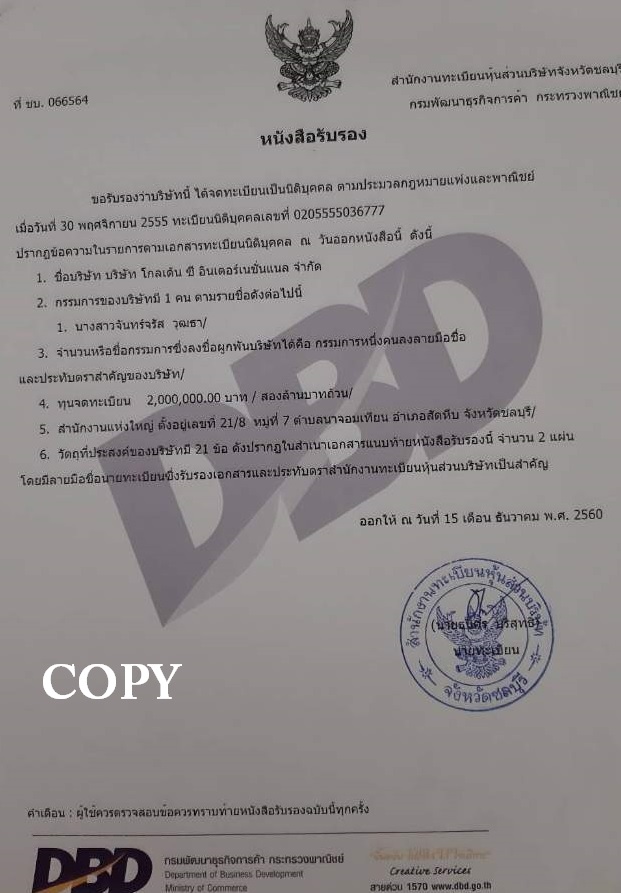 สำนักงานทะเบียนหุ้นส่วนบริษัทจังหวัดชลบุรี
ที่ ชบ. 066564
กรมพัฒนาธุรกิจการค้า กระทรวงพาณิชย
หนังสือรับรอง
ขอรับรองว่าบริษัทนี้ ได้จดทะเบียนเป็นนิติบุคคล ตามประมวลกฎหมายแพ่งและพาณิชย์
เมื่อวันที่ 30 พฤศจิกายน 2555 ทะเบียนนิติบุคคลเลขที่ 0205555036777
ปรากฏข้อความในรายการตามเอกสารทะเบียนนิติบุคคล ณ วันออกหนังสือนี้ ดังนี้
1. ชื่อบริษัท บริษัท โกลเด้น ซี อินเตอร์เนชั่นแนล จำกัด
2. กรรมการของบริษัทมี 1 คน ตามรายชื่อดังต่อไปนี้
1. นางสาวจันทร์จรัส วุฒธา/
3. จำนวนหรือชื่อกรรมการซึ่งลงชื่อผูกพันบริษัทได้คือ กรรมการหนึ่งคนลงลายมือชื่อ
และประทับตราสำคัญของบริษัท/
4. ทุนจดทะเบียน 2,000,000.00 บาท / สองล้านบาทถ้วน/
5. สำนักงานแห่งใหญ่ ตั้งอยู่เลขที่ 21/8 หมู่ที่ 7 ตำบลนาจอมเทียน อำเภอสัตหีบ จังหวัดชลบุรี/
6. วัตถุที่ประสงค์ของบริษัทมี 21 ข้อ ดังปรากฏในสำเนาเอกสารแนบท้ายหนังสือรับรองนี้ จำนวน 2 แผ่น
โดยมีลายมือชื่อนายทะเบียนซึ่งรับรองเอกสารและประทับตราสำนักงานทะเบียนหุ้นส่วนบริษัทเป็นสำคัญ
DBD
ออกให้ ณ วันที่ 15 เดือน ธันวาคม พ.ศ. 2560
สำนักงานทะเบียนหุ้นส่วนบริษัท
บริสุทธิ์)
นายทะเบียน
จังหวัดชลบุรี
COPY
คำเตือน : ผู้ใช้ควรตรวจสอบข้อควรทราบท้ายหนังสือรับรองฉบับนี้ทุกครั้ง
DBD
กรมพัฒนาธุรกิจการค้า กระทรวงพาณิชย์
Department of Business Development
Ministry of Commerce
Creative Services
สายด่วน 1570 www.dbd.go.th